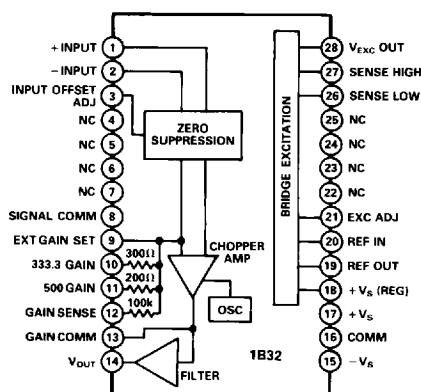 + INPUT 1
− INPUT 2
INPUT OFFSET
ADJ 3
NC 4
NC 5
NC 6
NC 7
SIGNAL COMM 8
EXT GAIN SET 9
333.3 GAIN 10 300Ω
500 GAIN 11 200Ω
GAIN SENSE 12 100k
GAIN COMM 13
VOUT 14
ZERO
SUPPRESSION
CHOPPER
AMP
OSC
FILTER
1B32
BRIDGE EXCITATION
28 VEXC OUT
27 SENSE HIGH
26 SENSE LOW
25 NC
24 NC
23 NC
22 NC
21 EXC ADJ
20 REF IN
19 REF OUT
18 + VS (REG)
17 + VS
16 COMM
15 − VS